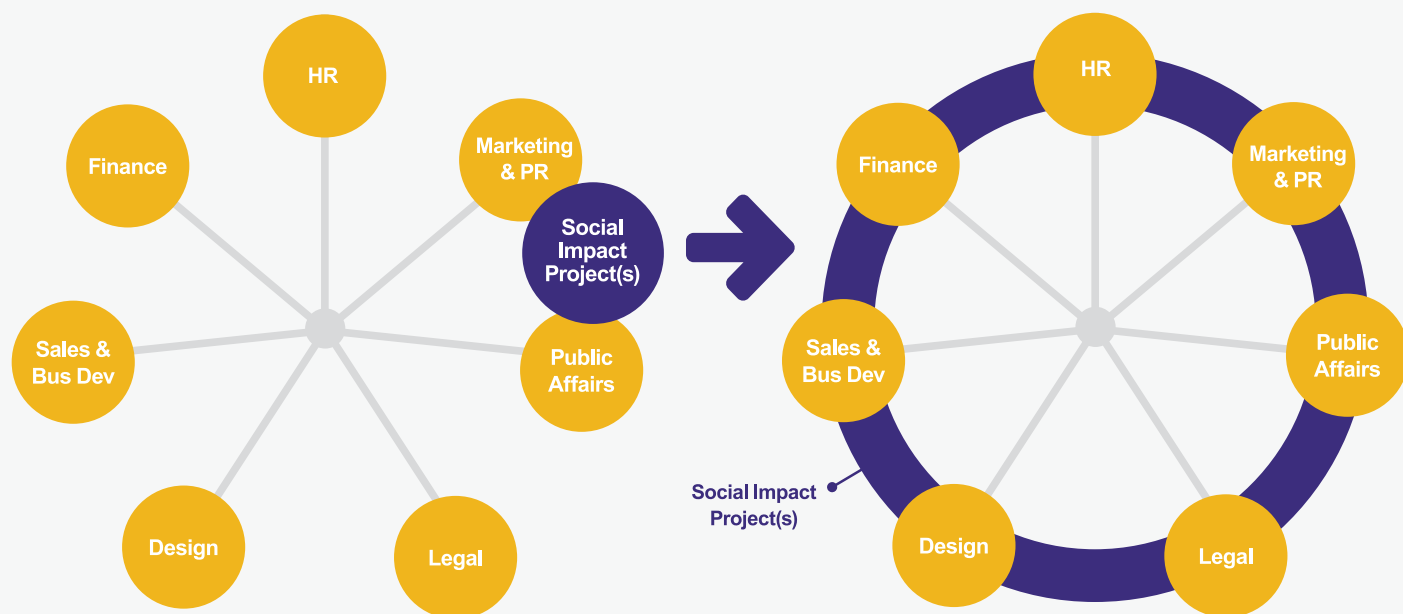 HR
Finance
Marketing
& PR
Social
Impact
Project(s)
Sales &
Bus Dev
Public
Affairs
Design
Legal
HR
Finance
Marketing
& PR
Sales &
Bus Dev
Public
Affairs
Social Impact
Project(s)
Design
Legal